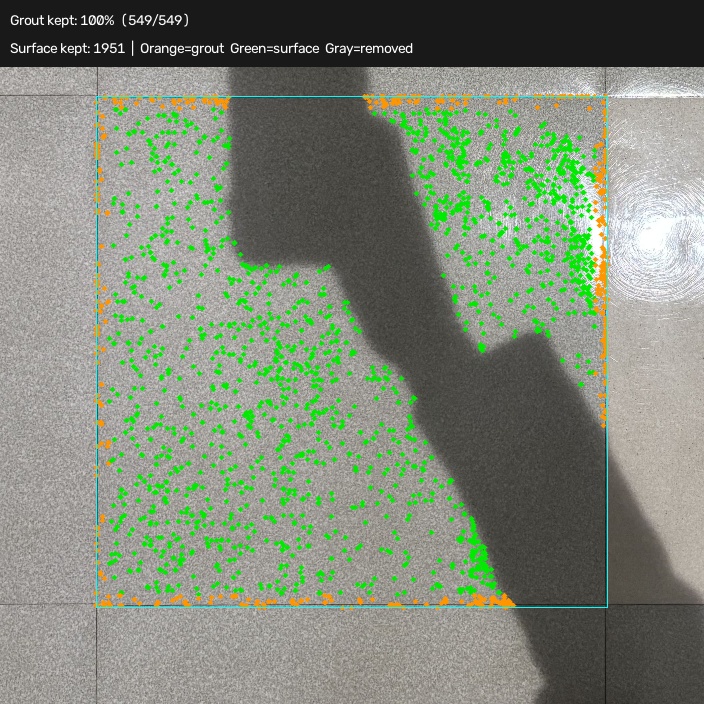 Grout kept: 100% (549/549)
Surface kept: 1951 | Orange=grout Green=surface Gray=removed